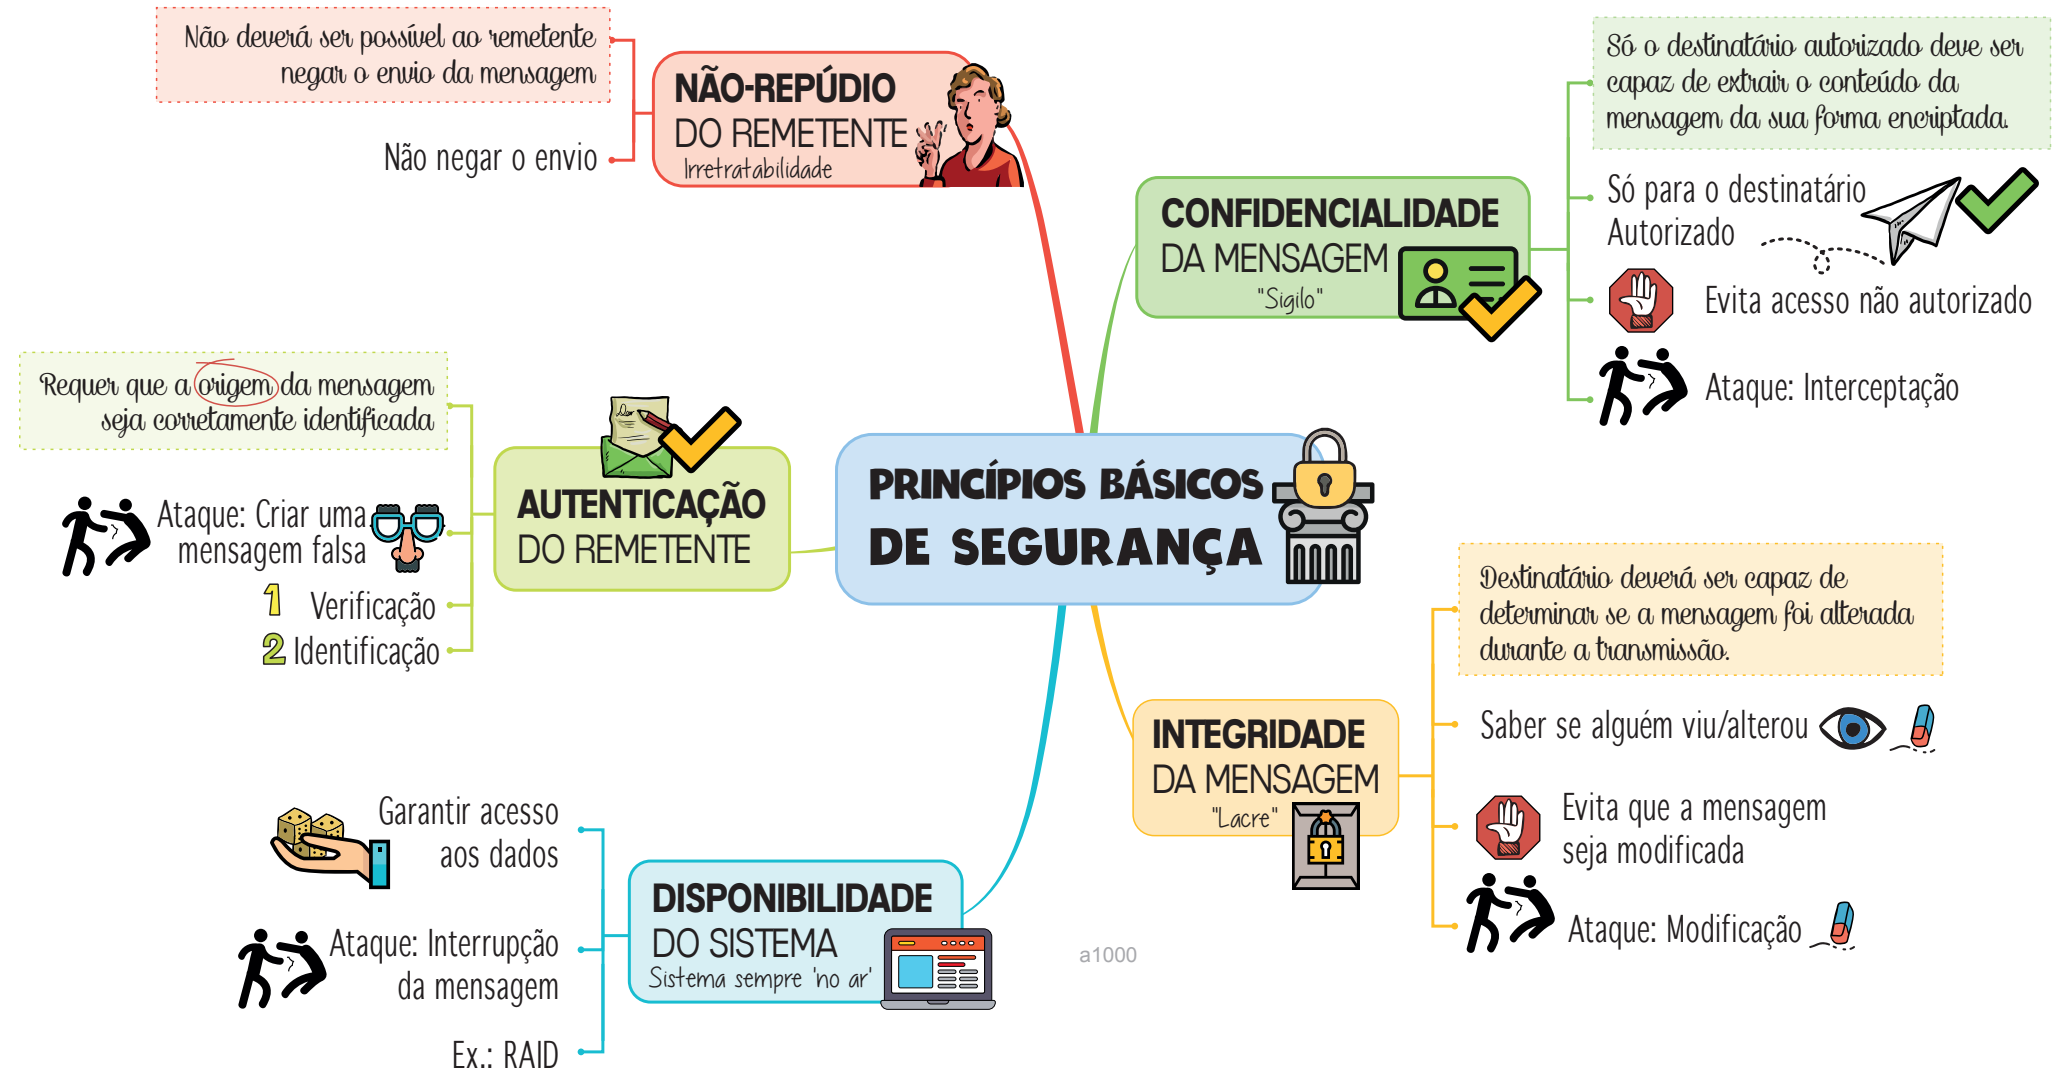 PRINCÍPIOS BÁSICOS
DE SEGURANÇA
NÃO-REPÚDIO
DO REMETENTE
Irretratabilidade
Não deverá ser possível ao remetente
negar o envio da mensagem
Não negar o envio
CONFIDENCIALIDADE
DA MENSAGEM
"Sigilo"
Só o destinatário autorizado deve ser
capaz de extrair o conteúdo da
mensagem da sua forma encriptada.
Só para o destinatário
Autorizado
Evita acesso não autorizado
Ataque: Interceptação
AUTENTICAÇÃO
DO REMETENTE
Requer que a origem da mensagem
seja corretamente identificada
Ataque: Criar uma
mensagem falsa
1 Verificação
2 Identificação
INTEGRIDADE
DA MENSAGEM
"Lacre"
Destinatário deverá ser capaz de
determinar se a mensagem foi alterada
durante a transmissão.
Saber se alguém viu/alterou
Evita que a mensagem
seja modificada
Ataque: Modificação
DISPONIBILIDADE
DO SISTEMA
Sistema sempre 'no ar'
Garantir acesso
aos dados
Ataque: Interrupção
da mensagem
Ex.: RAID
a1000